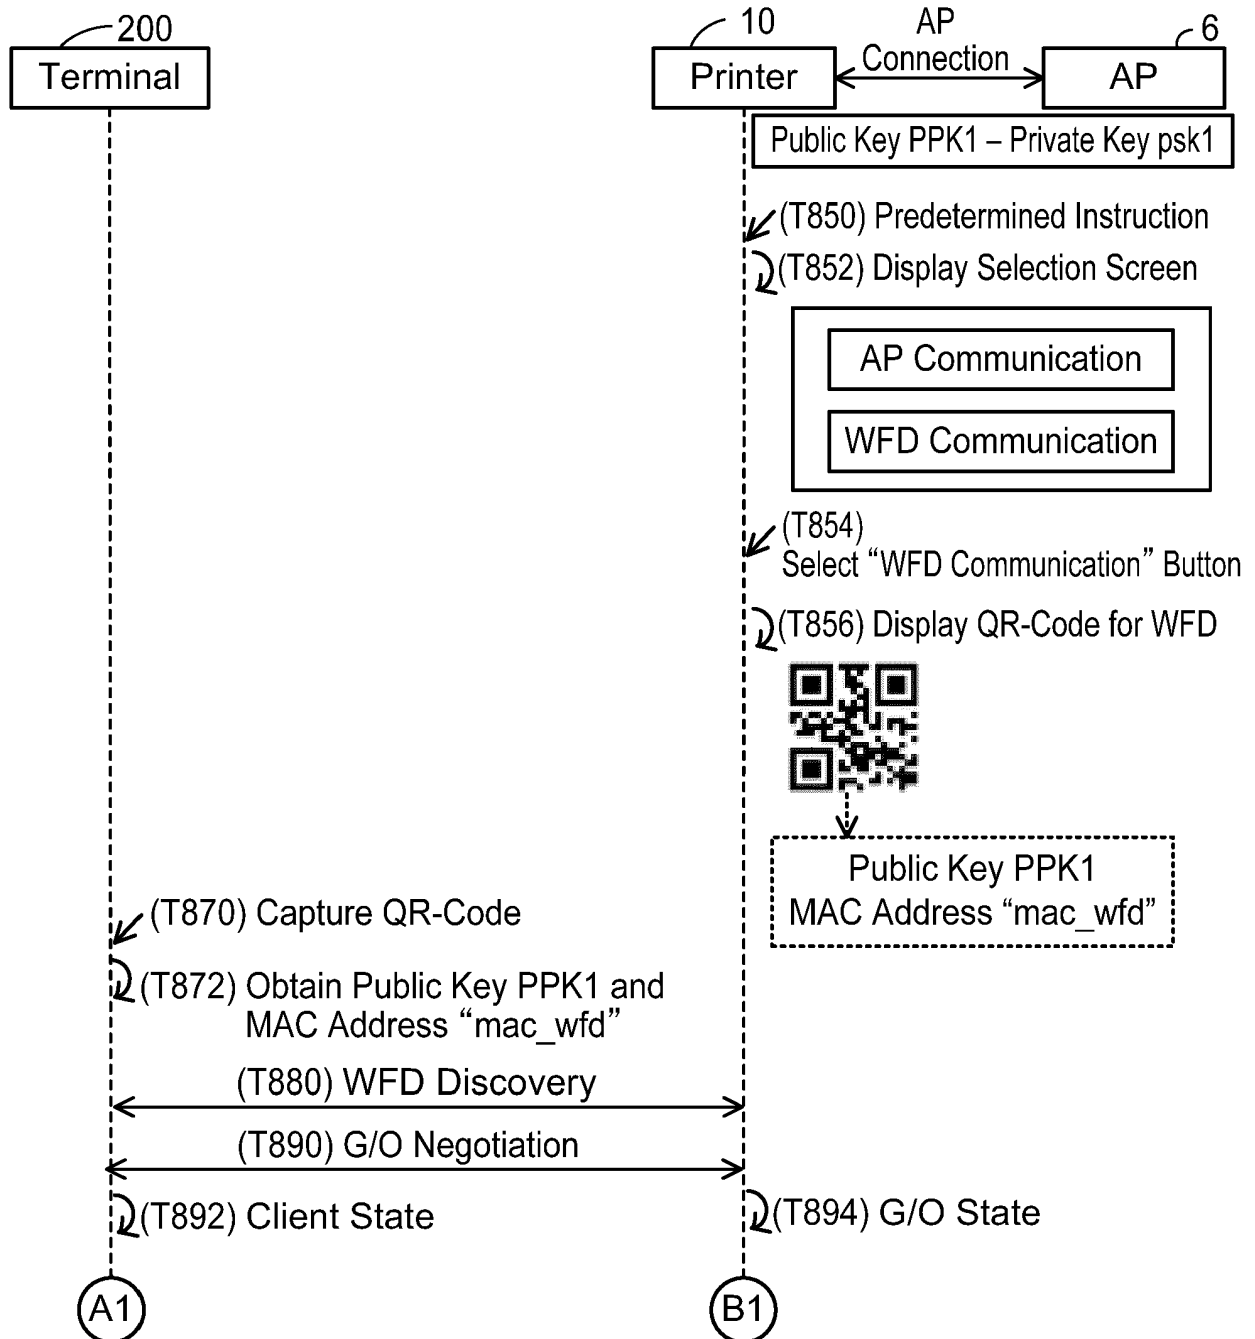 200
Terminal
10
Printer
AP
Connection
6
AP
Public Key PPK1 – Private Key psk1
(T850) Predetermined Instruction
(T852) Display Selection Screen
AP Communication
WFD Communication
(T854)
Select “WFD Communication” Button
(T856) Display QR-Code for WFD
Public Key PPK1
MAC Address “mac_wfd”
(T870) Capture QR-Code
(T872) Obtain Public Key PPK1 and
MAC Address “mac_wfd”
(T880) WFD Discovery
(T890) G/O Negotiation
(T892) Client State
(T894) G/O State
A1
B1